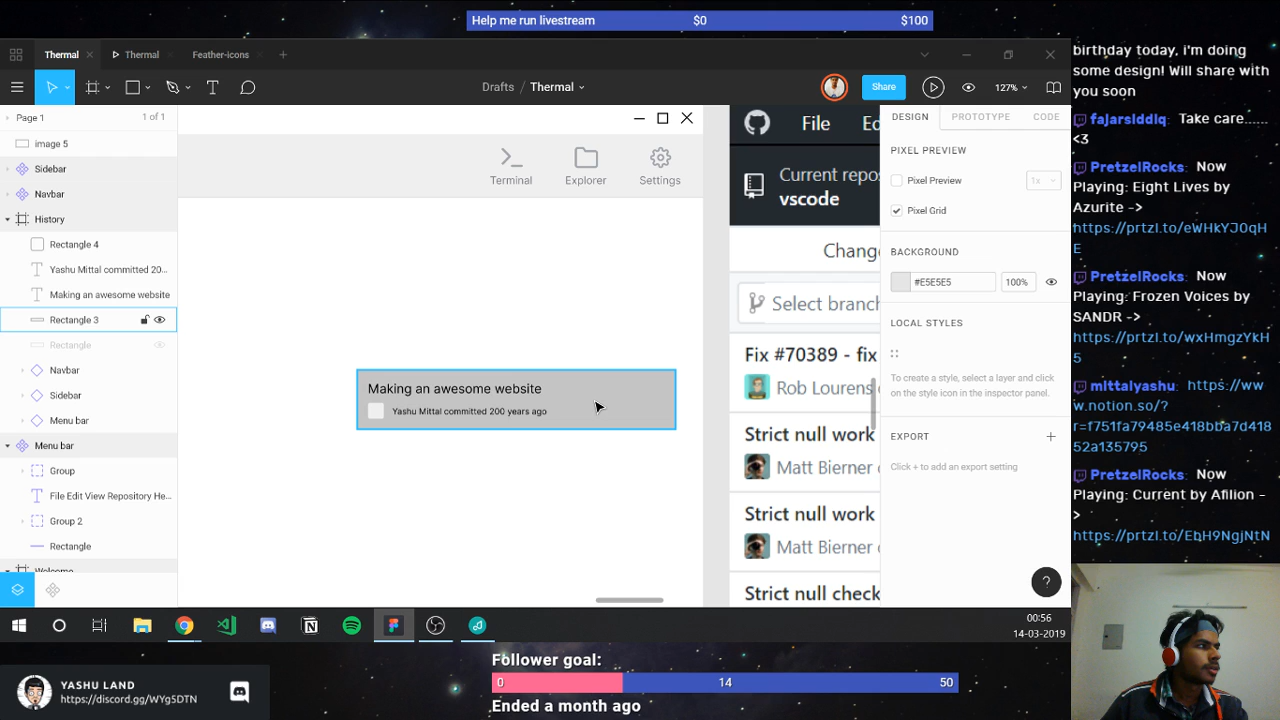 Help me run livestream $0 $100
Thermal
Thermal
Feather-icons
Drafts / Thermal
Share
127%
Page 1
1 of 1
image 5
Sidebar
Navbar
History
Rectangle 4
Yashu Mittal committed 20...
Making an awesome website
Rectangle 3
Rectangle
Navbar
Sidebar
Menu bar
Menu bar
Group
File Edit View Repository He...
Group 2
Rectangle
Terminal
Explorer
Settings
Making an awesome website
Yashu Mittal committed 200 years ago
File
Current repos
vscode
Change
Select branch
Fix #70389 - fix
Rob Lourens
Strict null work
Matt Bierner c
Strict null work
Matt Bierner c
Strict null check
DESIGN
PROTOTYPE
CODE
PIXEL PREVIEW
Pixel Preview
1x
Pixel Grid
BACKGROUND
#E5E5E5
100%
LOCAL STYLES
To create a style, select a layer and click
on the style icon in the inspector panel.
EXPORT
Click + to add an export setting
?
00:56
14-03-2019
birthday today, i'm doing
some design! Will share with
you soon
fajarsiddiq: Take care......
<3
PretzelRocks: Now
Playing: Eight Lives by
Azurite ->
https://prtzl.to/eWHkYJ0qH
E
PretzelRocks: Now
Playing: Frozen Voices by
SANDR ->
https://prtzl.to/wxHmgzYkH
5
mittalyashu: https://ww
w.notion.so/?
r=f751fa79485e418bba7d418
52a135795
PretzelRocks: Now
Playing: Current by Afilion -
>
https://prtzl.to/EbH9NgjNtN
YASHU LAND
https://discord.gg/WYg5DTN
Follower goal:
0 14 50
Ended a month ago